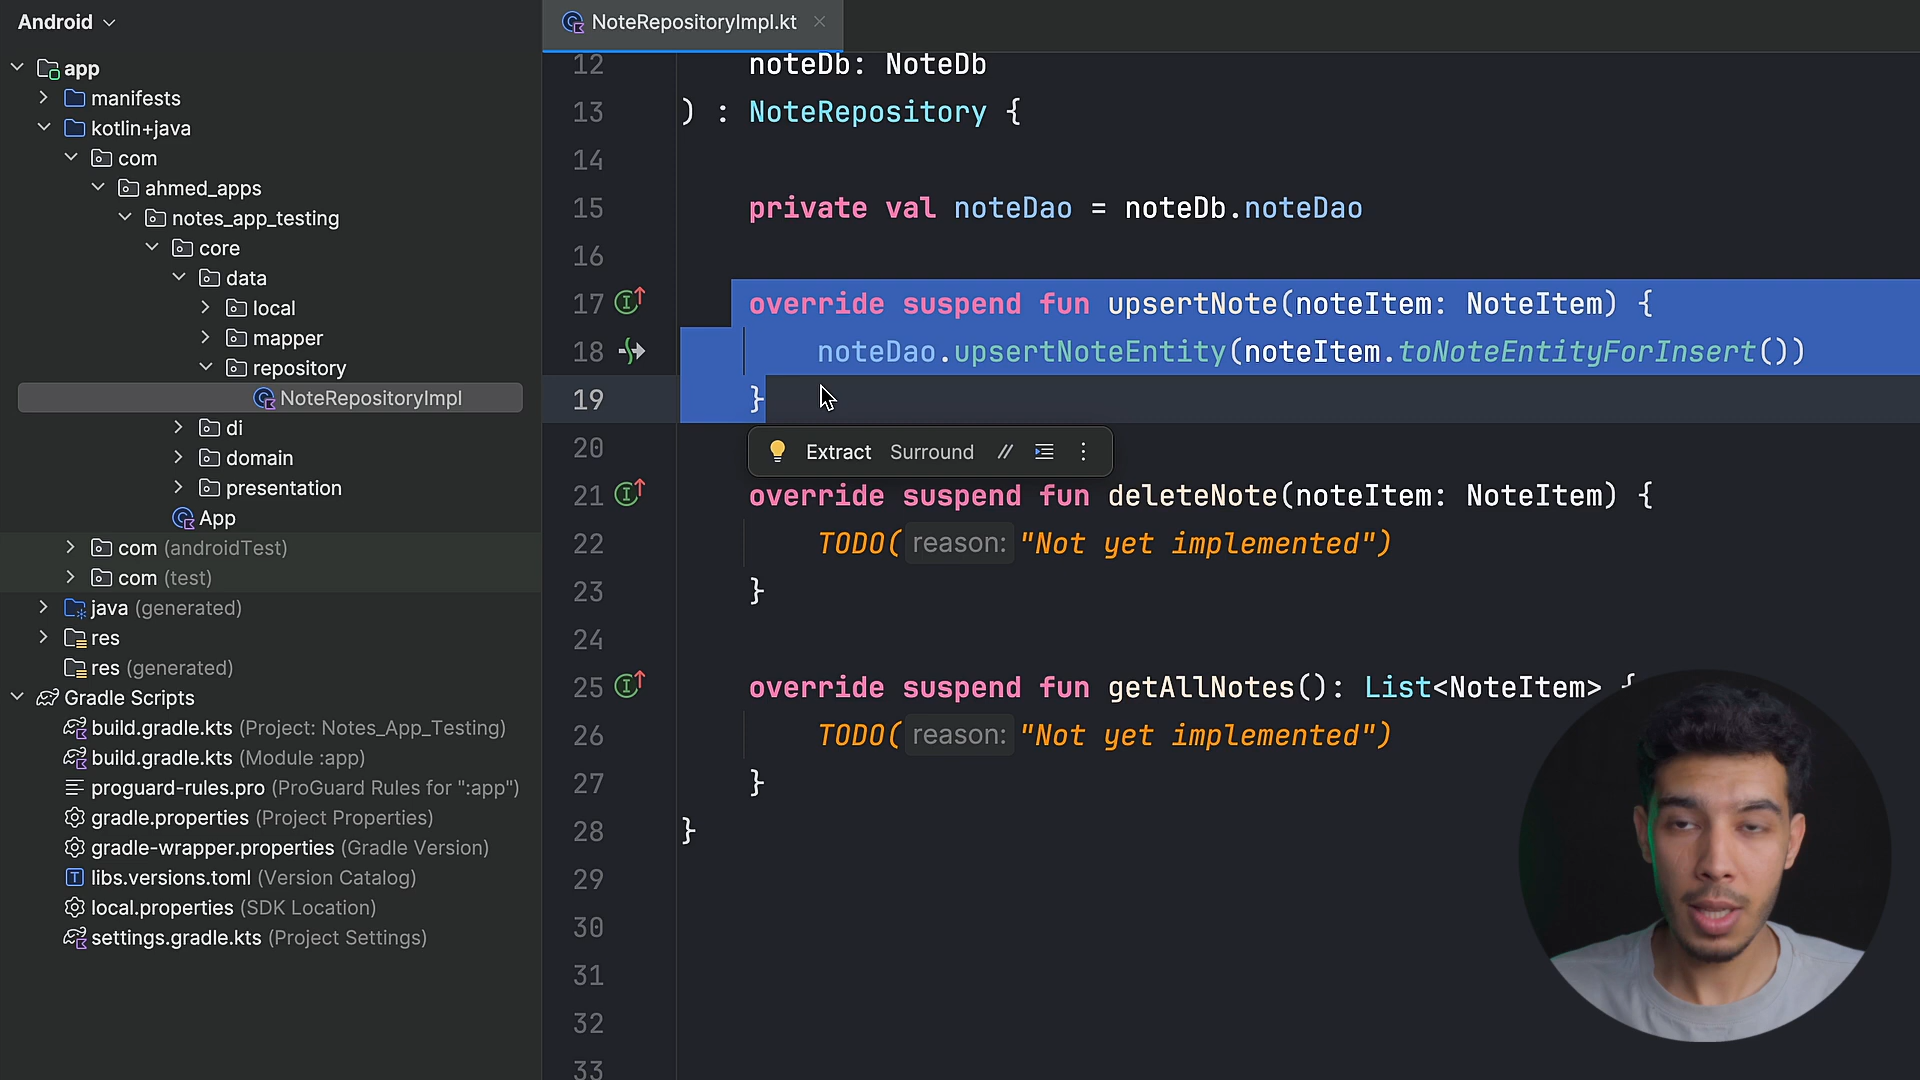 Android
app
manifests
kotlin+java
com
ahmed_apps
notes_app_testing
core
data
local
mapper
repository
NoteRepositoryImpl
di
domain
presentation
App
com (androidTest)
com (test)
java (generated)
res
res (generated)
Gradle Scripts
build.gradle.kts (Project: Notes_App_Testing)
build.gradle.kts (Module :app)
proguard-rules.pro (ProGuard Rules for ":app")
gradle.properties (Project Properties)
gradle-wrapper.properties (Gradle Version)
libs.versions.toml (Version Catalog)
local.properties (SDK Location)
settings.gradle.kts (Project Settings)
NoteRepositoryImpl.kt
12 noteDb: NoteDb
13 ) : NoteRepository {
14
15 private val noteDao = noteDb.noteDao
16
17 override suspend fun upsertNote(noteItem: NoteItem) {
18 noteDao.upsertNoteEntity(noteItem.toNoteEntityForInsert())
19 }
20 Extract Surround //
21 override suspend fun deleteNote(noteItem: NoteItem) {
22 TODO( reason: "Not yet implemented")
23 }
24
25 override suspend fun getAllNotes(): List<NoteItem> {
26 TODO( reason: "Not yet implemented")
27 }
28 }
29
30
31
32
33